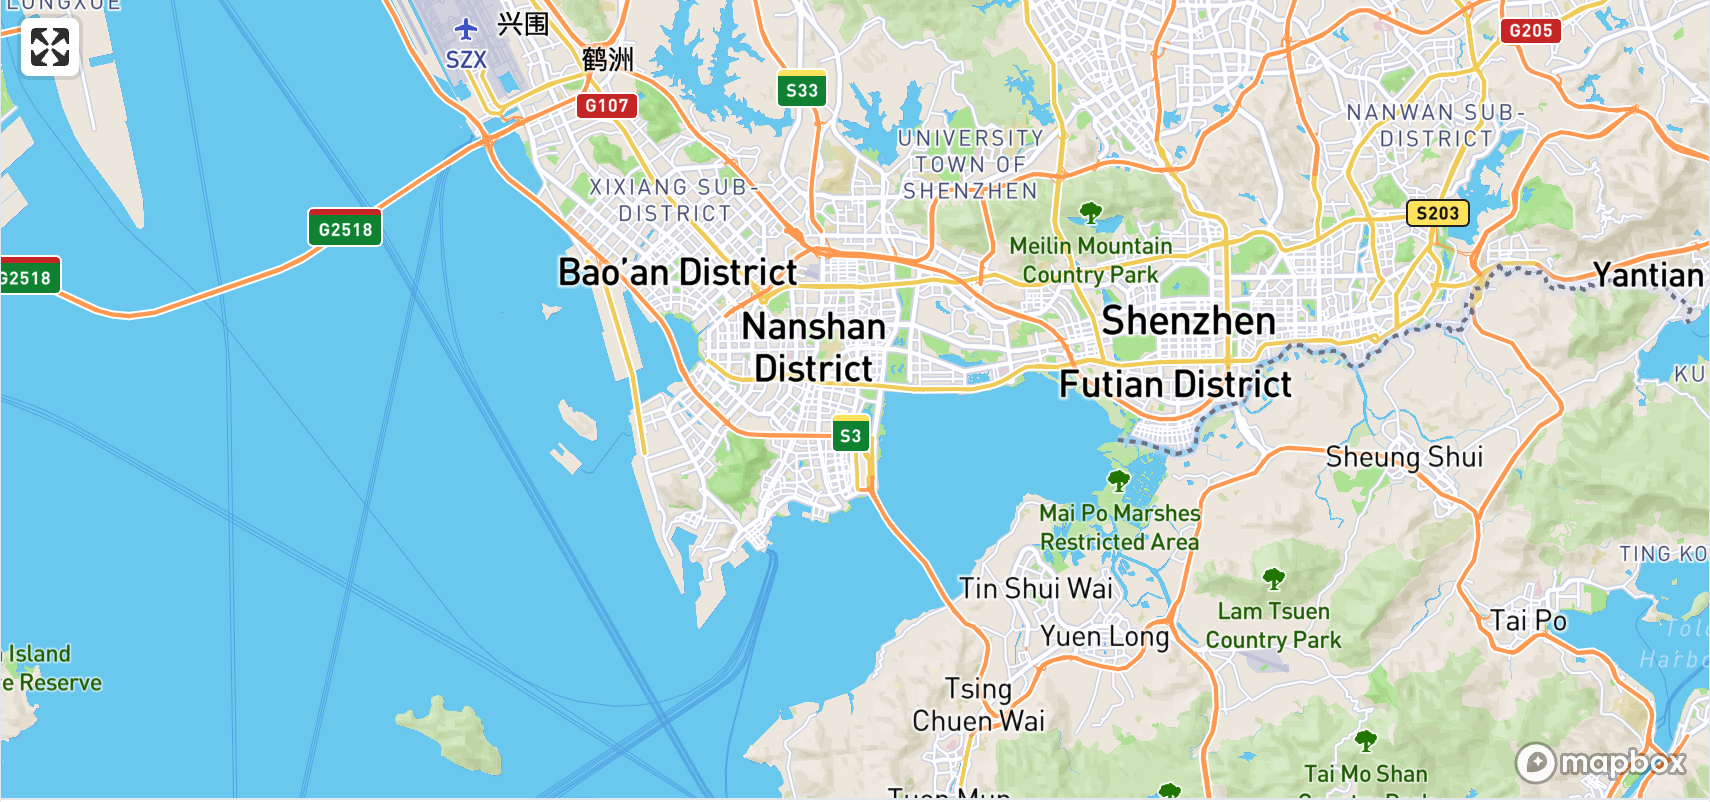 LONGXUE
兴围
SZX
鹤洲
G205
S33
G107
NANWAN SUB-
DISTRICT
UNIVERSITY
TOWN OF
SHENZHEN
XIXIANG SUB-
DISTRICT
S203
G2518
Meilin Mountain
Country Park
G2518
Bao’an District
Yantian
Shenzhen
Nanshan
District
Futian District
KU
S3
Sheung Shui
Mai Po Marshes
Restricted Area
TING KO
Tin Shui Wai
Lam Tsuen
Country Park
Tai Po
Yuen Long
Island
e Reserve
Tolo
Harbo
Tsing
Chuen Wai
mapbox
Tai Mo Shan
Country Park
Tuen Mun